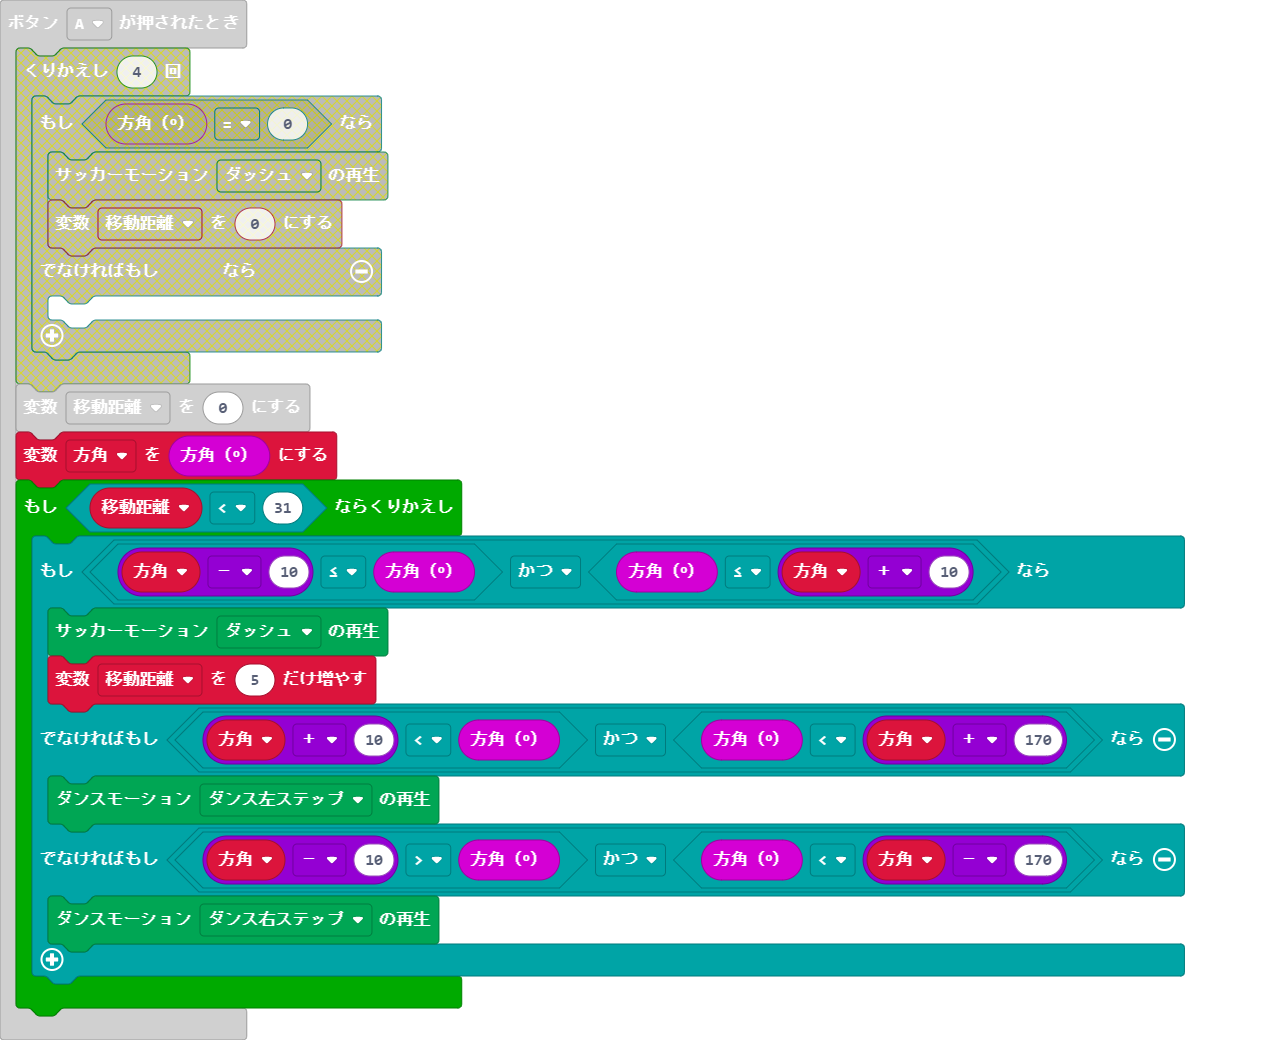 ボタン A が押されたとき
くりかえし 4 回
もし 方角 (°) = 0 なら
サッカーモーション ダッシュ の再生
変数 移動距離 を 0 にする
でなければもし なら
変数 移動距離 を 0 にする
変数 方角 を 方角 (°) にする
もし 移動距離 < 31 ならくりかえし
もし 方角 - 10 ≤ 方角 (°) かつ 方角 (°) ≤ 方角 + 10 なら
サッカーモーション ダッシュ の再生
変数 移動距離 を 5 だけ増やす
でなければもし 方角 + 10 < 方角 (°) かつ 方角 (°) < 方角 + 170 なら
ダンスモーション ダンス左ステップ の再生
でなければもし 方角 - 10 > 方角 (°) かつ 方角 (°) < 方角 - 170 なら
ダンスモーション ダンス右ステップ の再生